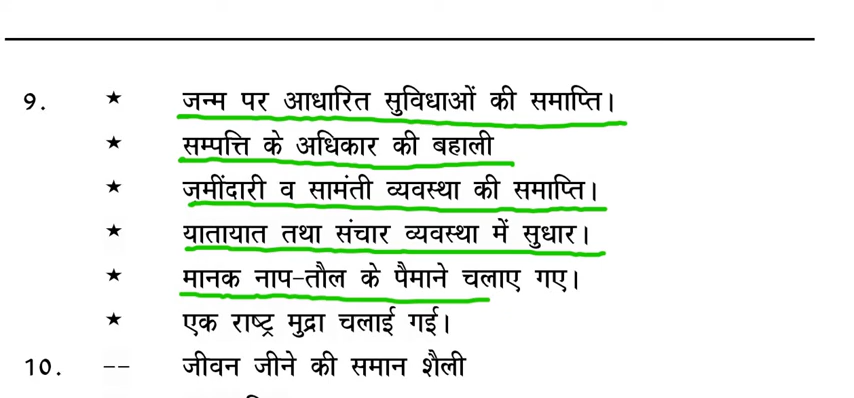 9. ★ जन्म पर आधारित सुविधाओं की समाप्ति।
★ सम्पत्ति के अधिकार की बहाली
★ जमींदारी व सामंती व्यवस्था की समाप्ति।
★ यातायात तथा संचार व्यवस्था में सुधार।
★ मानक नाप-तौल के पैमाने चलाए गए।
★ एक राष्ट्र मुद्रा चलाई गई।
10. -- जीवन जीने की समान शैली